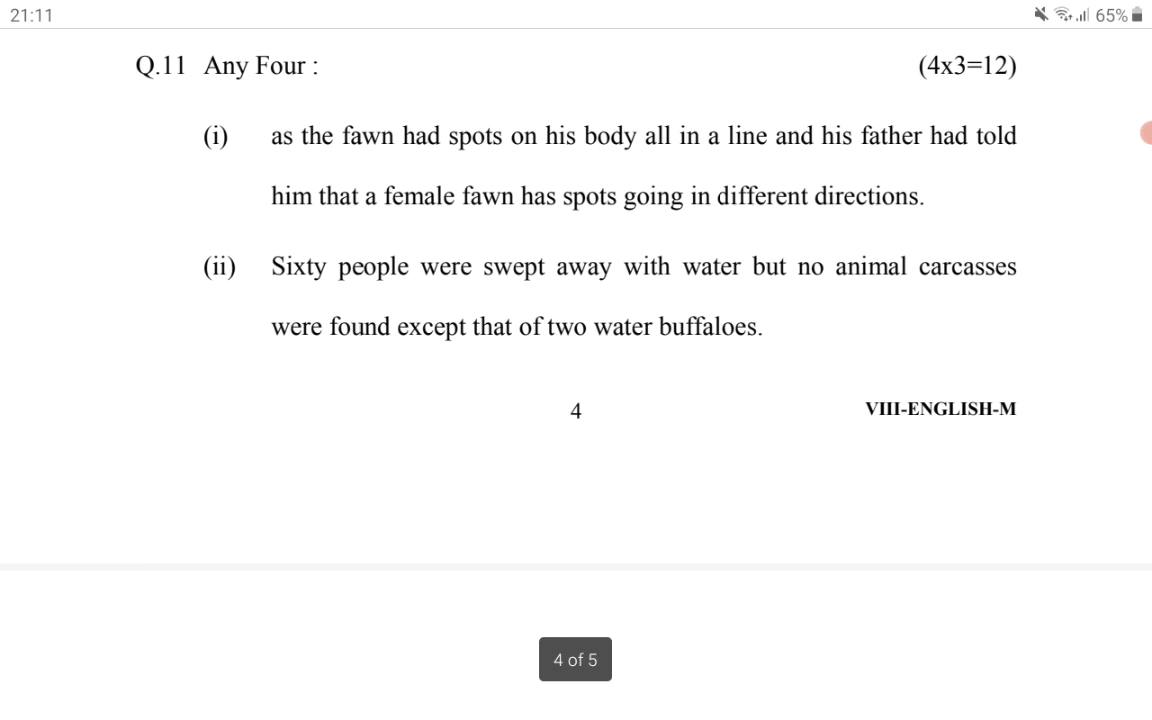 21:11
65%
Q.11 Any Four : (4x3=12)
(i) as the fawn had spots on his body all in a line and his father had told
him that a female fawn has spots going in different directions.
(ii) Sixty people were swept away with water but no animal carcasses
were found except that of two water buffaloes.
4 VIII-ENGLISH-M
4 of 5